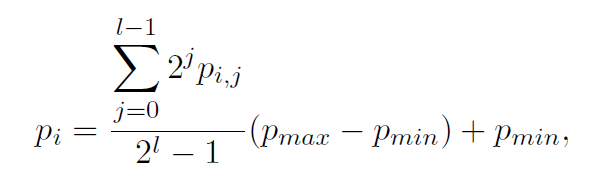 p_i = \frac{\sum_{j=0}^{l-1} 2^j p_{i,j}}{2^l - 1}(p_{max} - p_{min}) + p_{min},